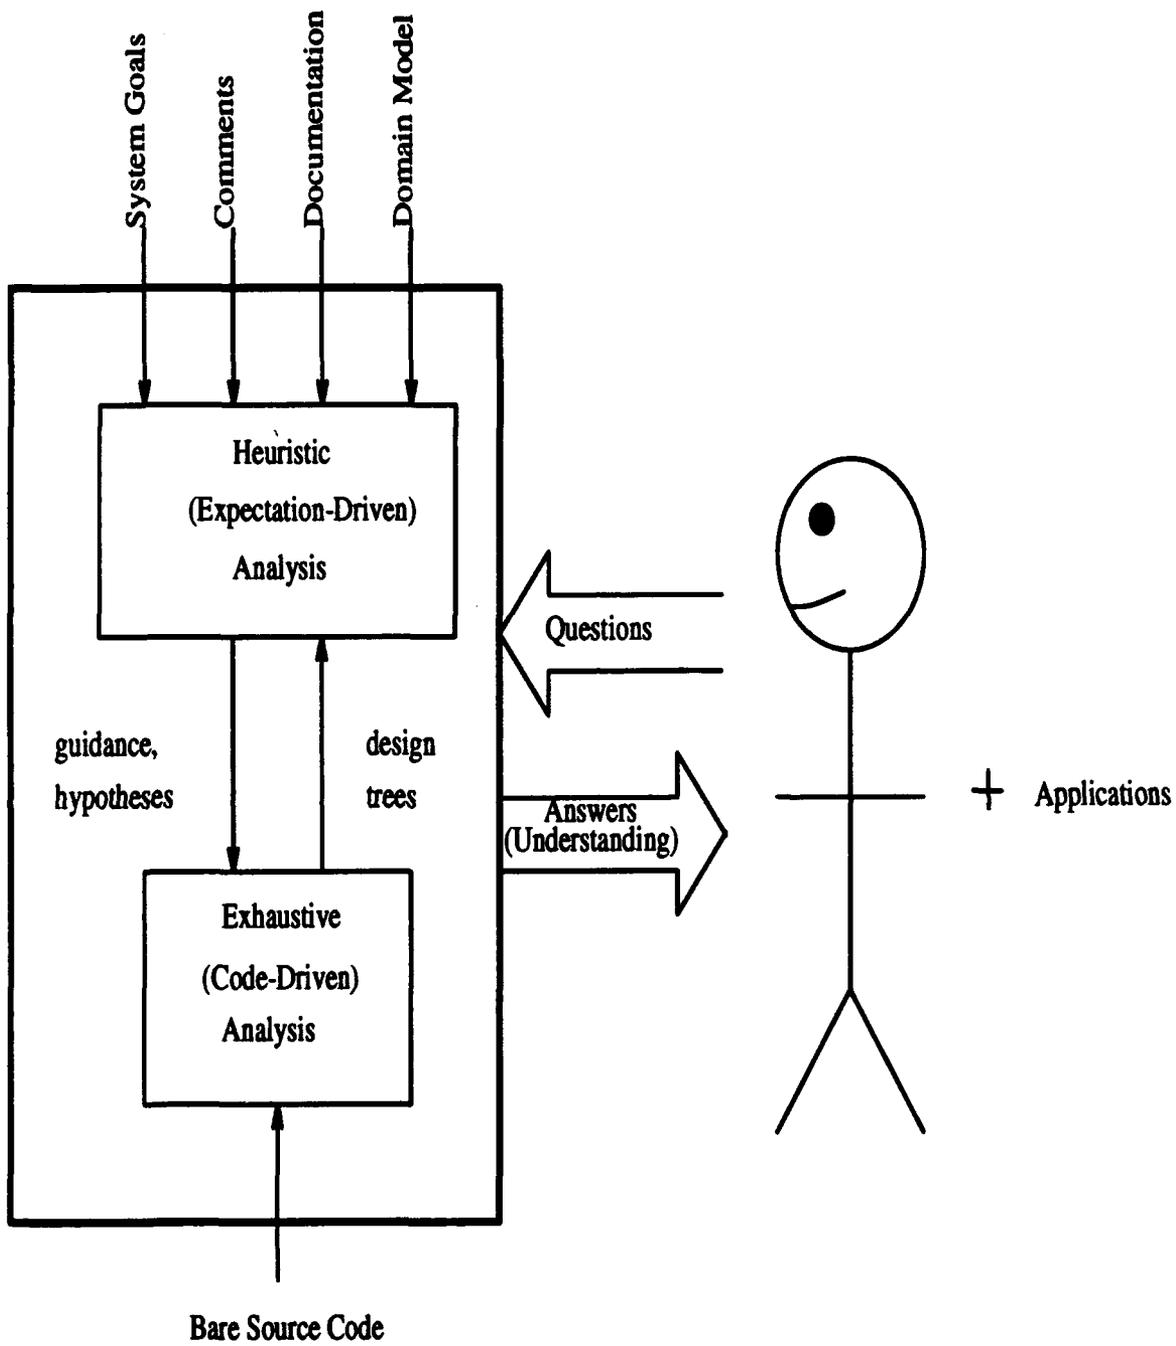 System Goals
Comments
Documentation
Domain Model
Heuristic
(Expectation-Driven)
Analysis
Questions
guidance,
hypotheses
design
trees
Answers
(Understanding)
+ Applications
Exhaustive
(Code-Driven)
Analysis
Bare Source Code